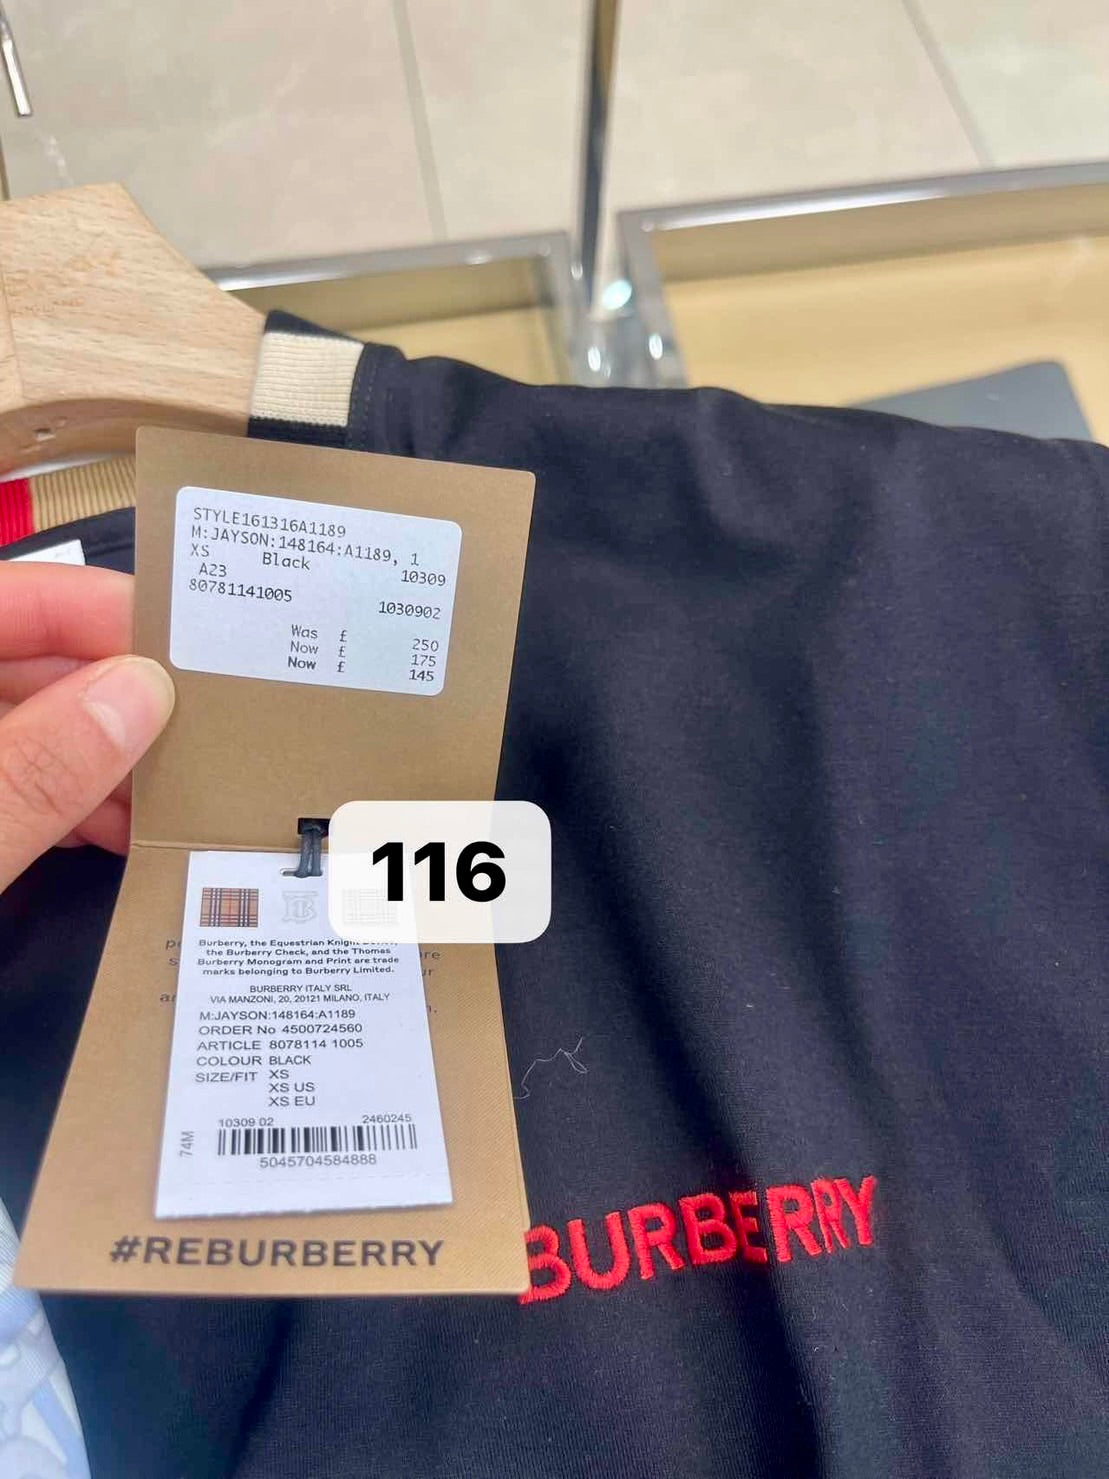 STYLE161316A1189
M:JAYSON:148164:A1189, 1
XS Black 10309
A23
80781141005 1030902
Was £ 250
Now £ 175
Now £ 145
116
Burberry, the Equestrian Knight
the Burberry Check, and the Thomas
Burberry Monogram and Print are trade
marks belonging to Burberry Limited.
BURBERRY ITALY SRL
VIA MANZONI, 20, 20121 MILANO, ITALY
M:JAYSON:148164:A1189
ORDER No 4500724560
ARTICLE 8078114 1005
COLOUR BLACK
SIZE/FIT XS
XS US
XS EU
10309 02 2460245
74M
5045704584888
#REBURBERRY
BURBERRY